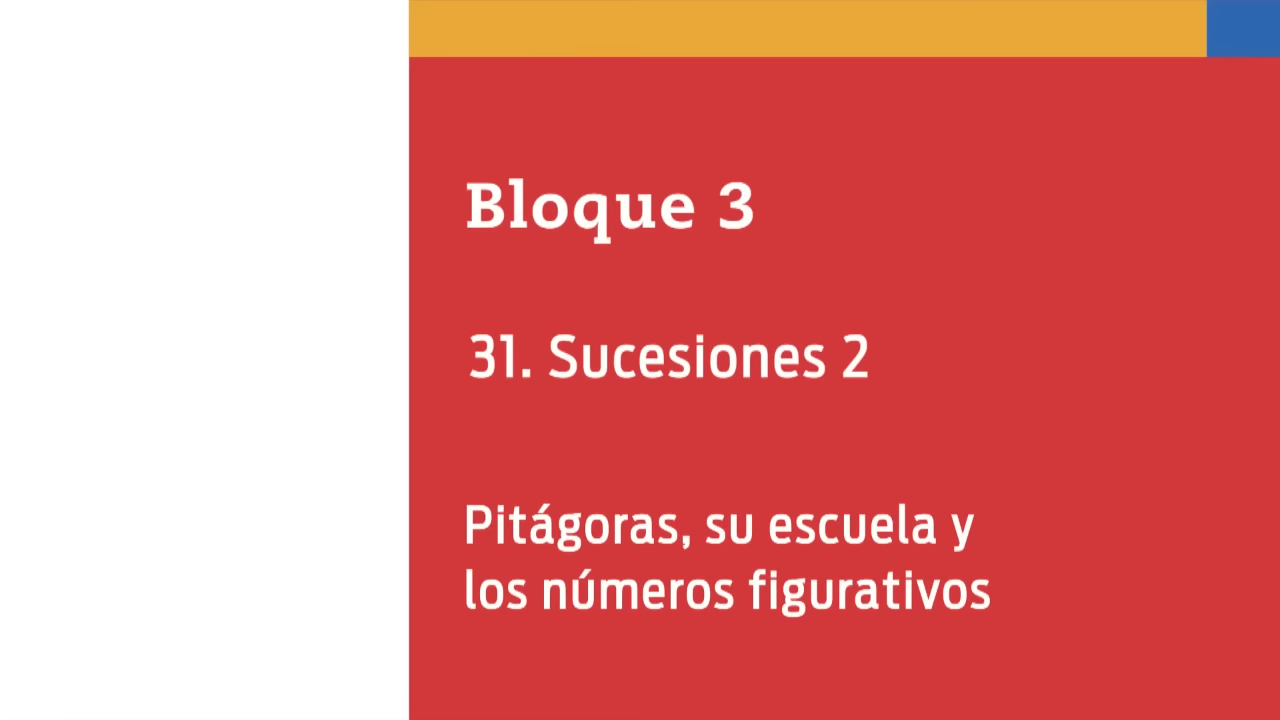 Bloque 3
31. Sucesiones 2
Pitágoras, su escuela y
los números figurativos